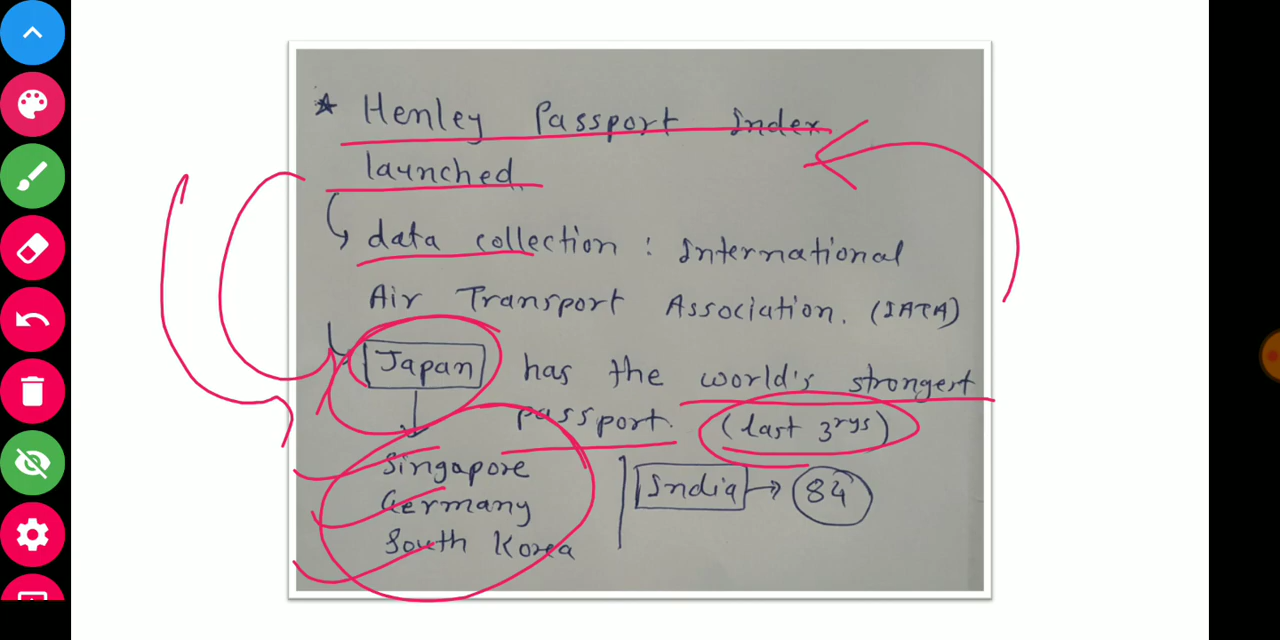 * Henley Passport Index
launched
data collection : International
Air Transport Association. (IATA)
Japan has the world's strongest
passport. (last 3rys)
Singapore
Germany
South Korea
India → 84